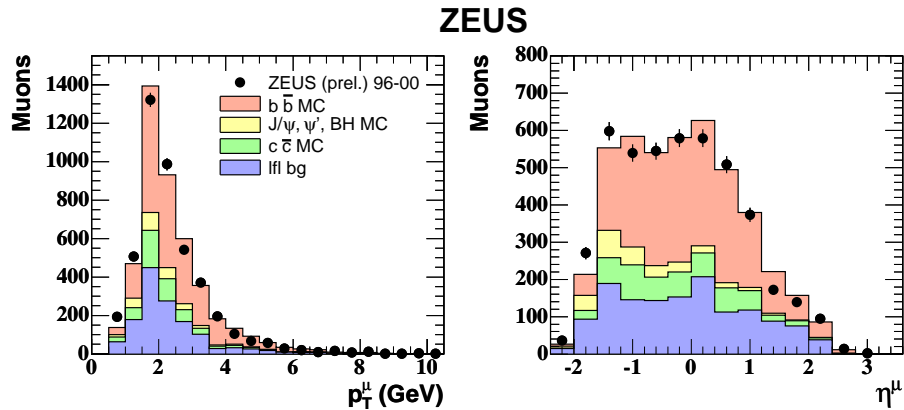 ZEUS
Muons
1400
1200
1000
800
600
400
200
0
0 2 4 6 8 10
p_T^μ (GeV)
ZEUS (prel.) 96-00
b b̅ MC
J/ψ, ψ', BH MC
c c̅ MC
lfl bg
Muons
800
700
600
500
400
300
200
100
0
-2 -1 0 1 2 3
η^μ